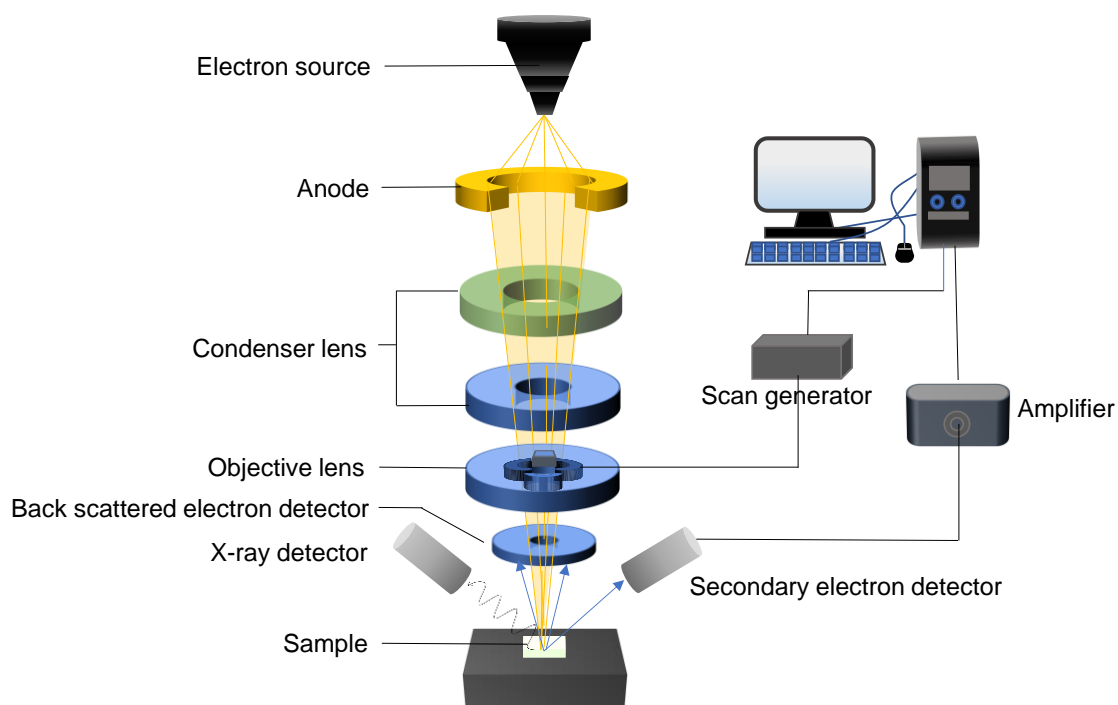 Electron source
Anode
Condenser lens
Scan generator
Amplifier
Objective lens
Back scattered electron detector
X-ray detector
Secondary electron detector
Sample